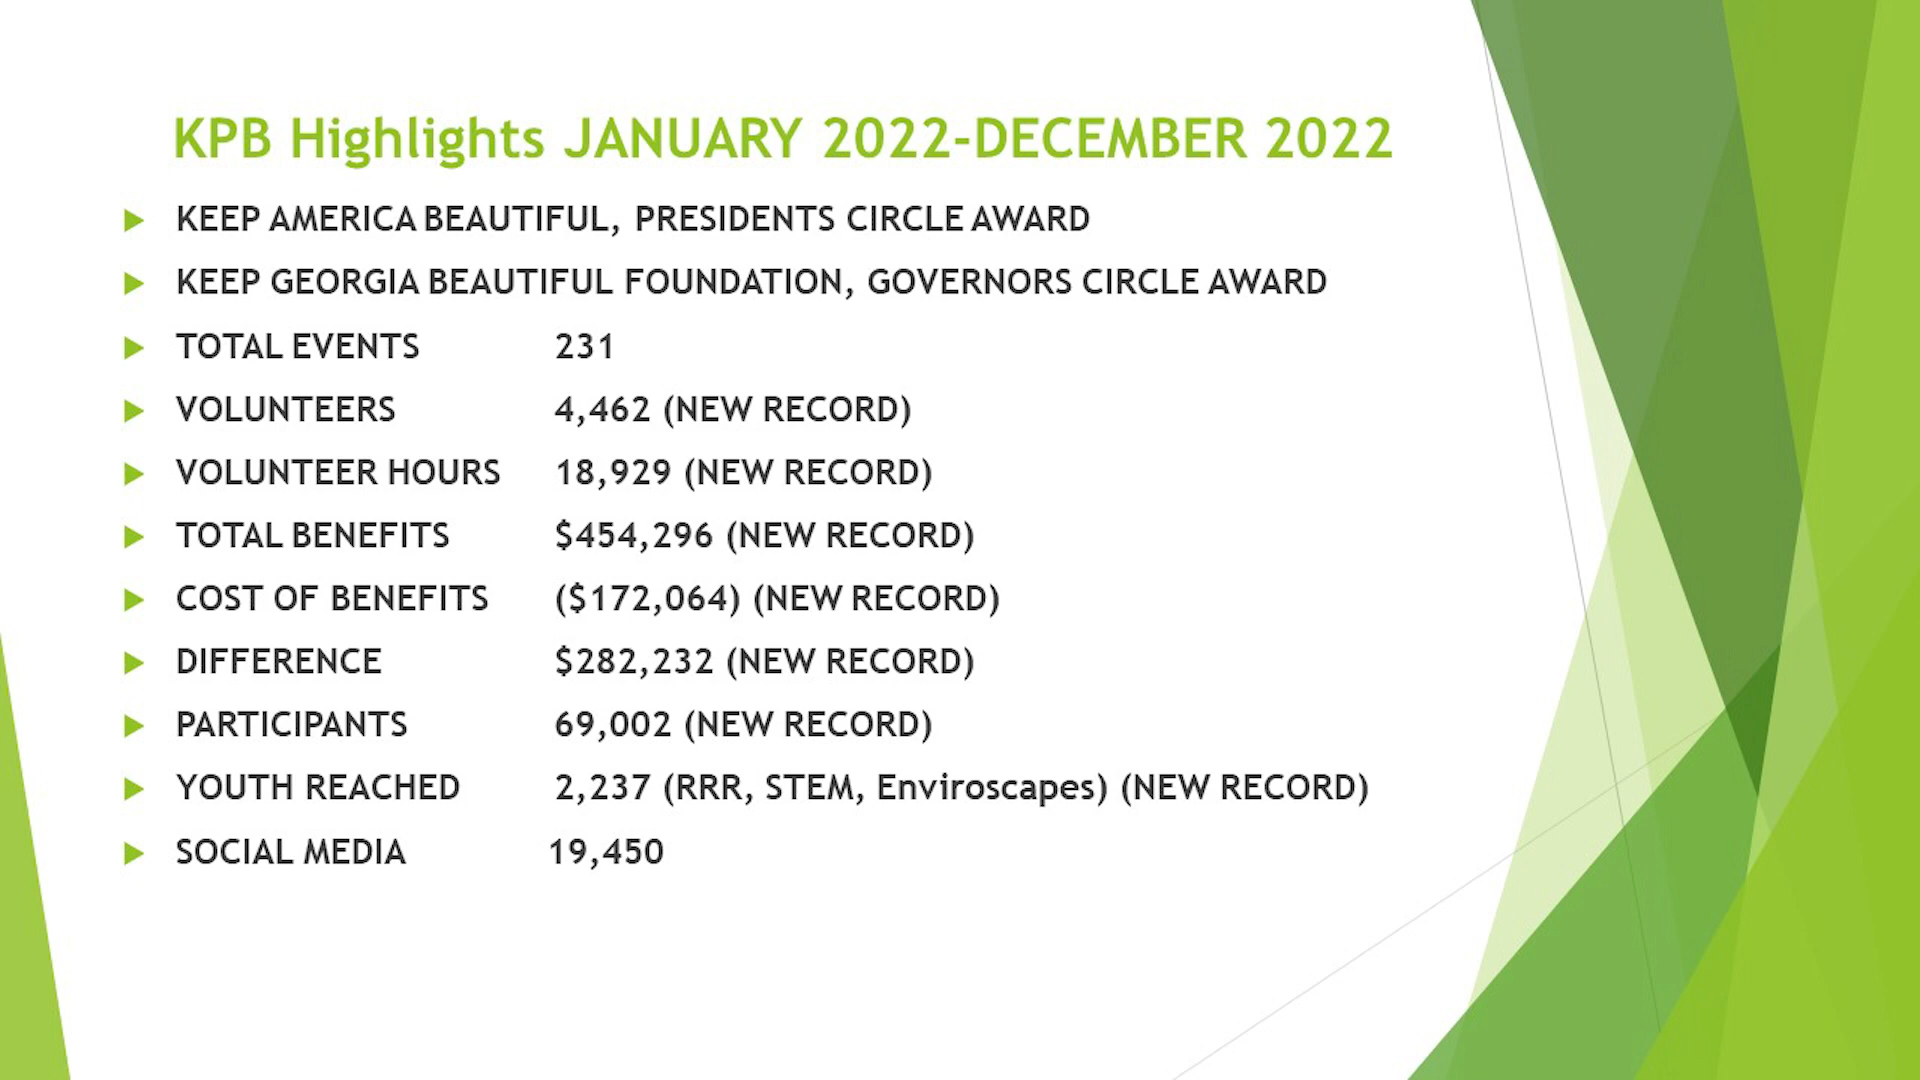 KPB Highlights JANUARY 2022-DECEMBER 2022
KEEP AMERICA BEAUTIFUL, PRESIDENTS CIRCLE AWARD
KEEP GEORGIA BEAUTIFUL FOUNDATION, GOVERNORS CIRCLE AWARD
TOTAL EVENTS 231
VOLUNTEERS 4,462 (NEW RECORD)
VOLUNTEER HOURS 18,929 (NEW RECORD)
TOTAL BENEFITS $454,296 (NEW RECORD)
COST OF BENEFITS ($172,064) (NEW RECORD)
DIFFERENCE $282,232 (NEW RECORD)
PARTICIPANTS 69,002 (NEW RECORD)
YOUTH REACHED 2,237 (RRR, STEM, Enviroscapes) (NEW RECORD)
SOCIAL MEDIA 19,450